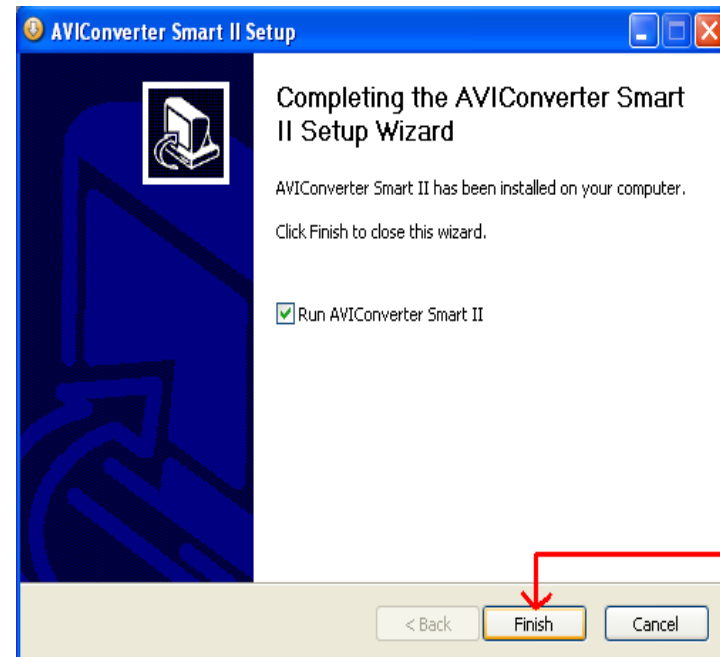 AVIConverter Smart II Setup
Completing the AVIConverter Smart
II Setup Wizard
AVIConverter Smart II has been installed on your computer.
Click Finish to close this wizard.
Run AVIConverter Smart II
< Back
Finish
Cancel